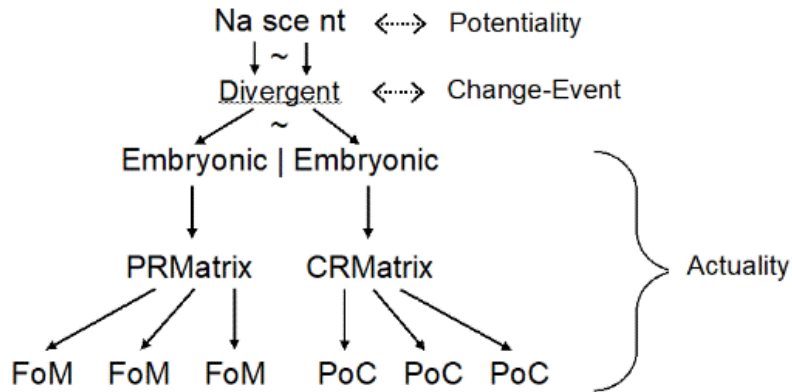 Na sce nt Potentiality
~
Divergent Change-Event
~
Embryonic | Embryonic
PRMatrix CRMatrix Actuality
FoM FoM FoM PoC PoC PoC